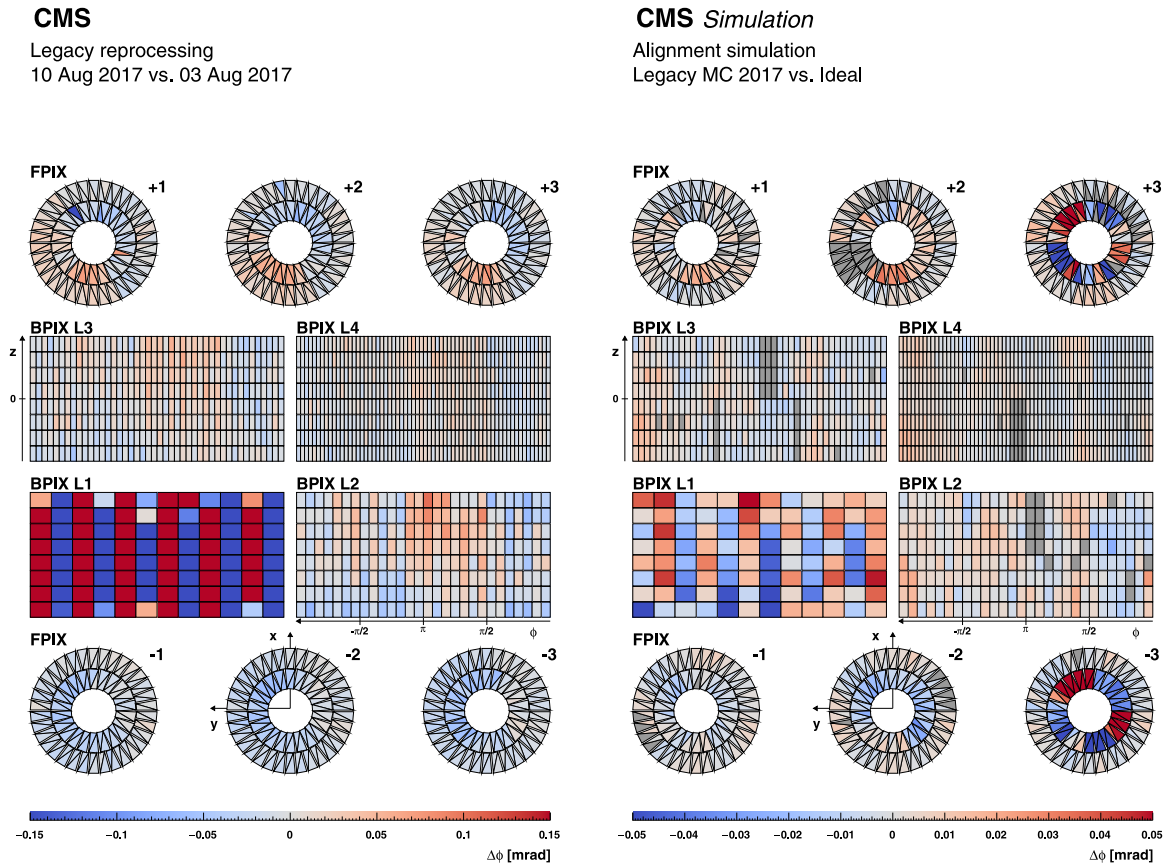 CMS
Legacy reprocessing
10 Aug 2017 vs. 03 Aug 2017
FPIX
+1
+2
+3
BPIX L3
BPIX L4
z
0
BPIX L1
BPIX L2
-π/2
π
π/2
ϕ
FPIX
-1
x
-2
-3
y
−0.15
−0.1
−0.05
0
0.05
0.1
0.15
Δϕ [mrad]
CMS Simulation
Alignment simulation
Legacy MC 2017 vs. Ideal
FPIX
+1
+2
+3
BPIX L3
BPIX L4
z
0
BPIX L1
BPIX L2
-π/2
π
π/2
ϕ
FPIX
-1
x
-2
-3
y
−0.05
−0.04
−0.03
−0.02
−0.01
0
0.01
0.02
0.03
0.04
0.05
Δϕ [mrad]